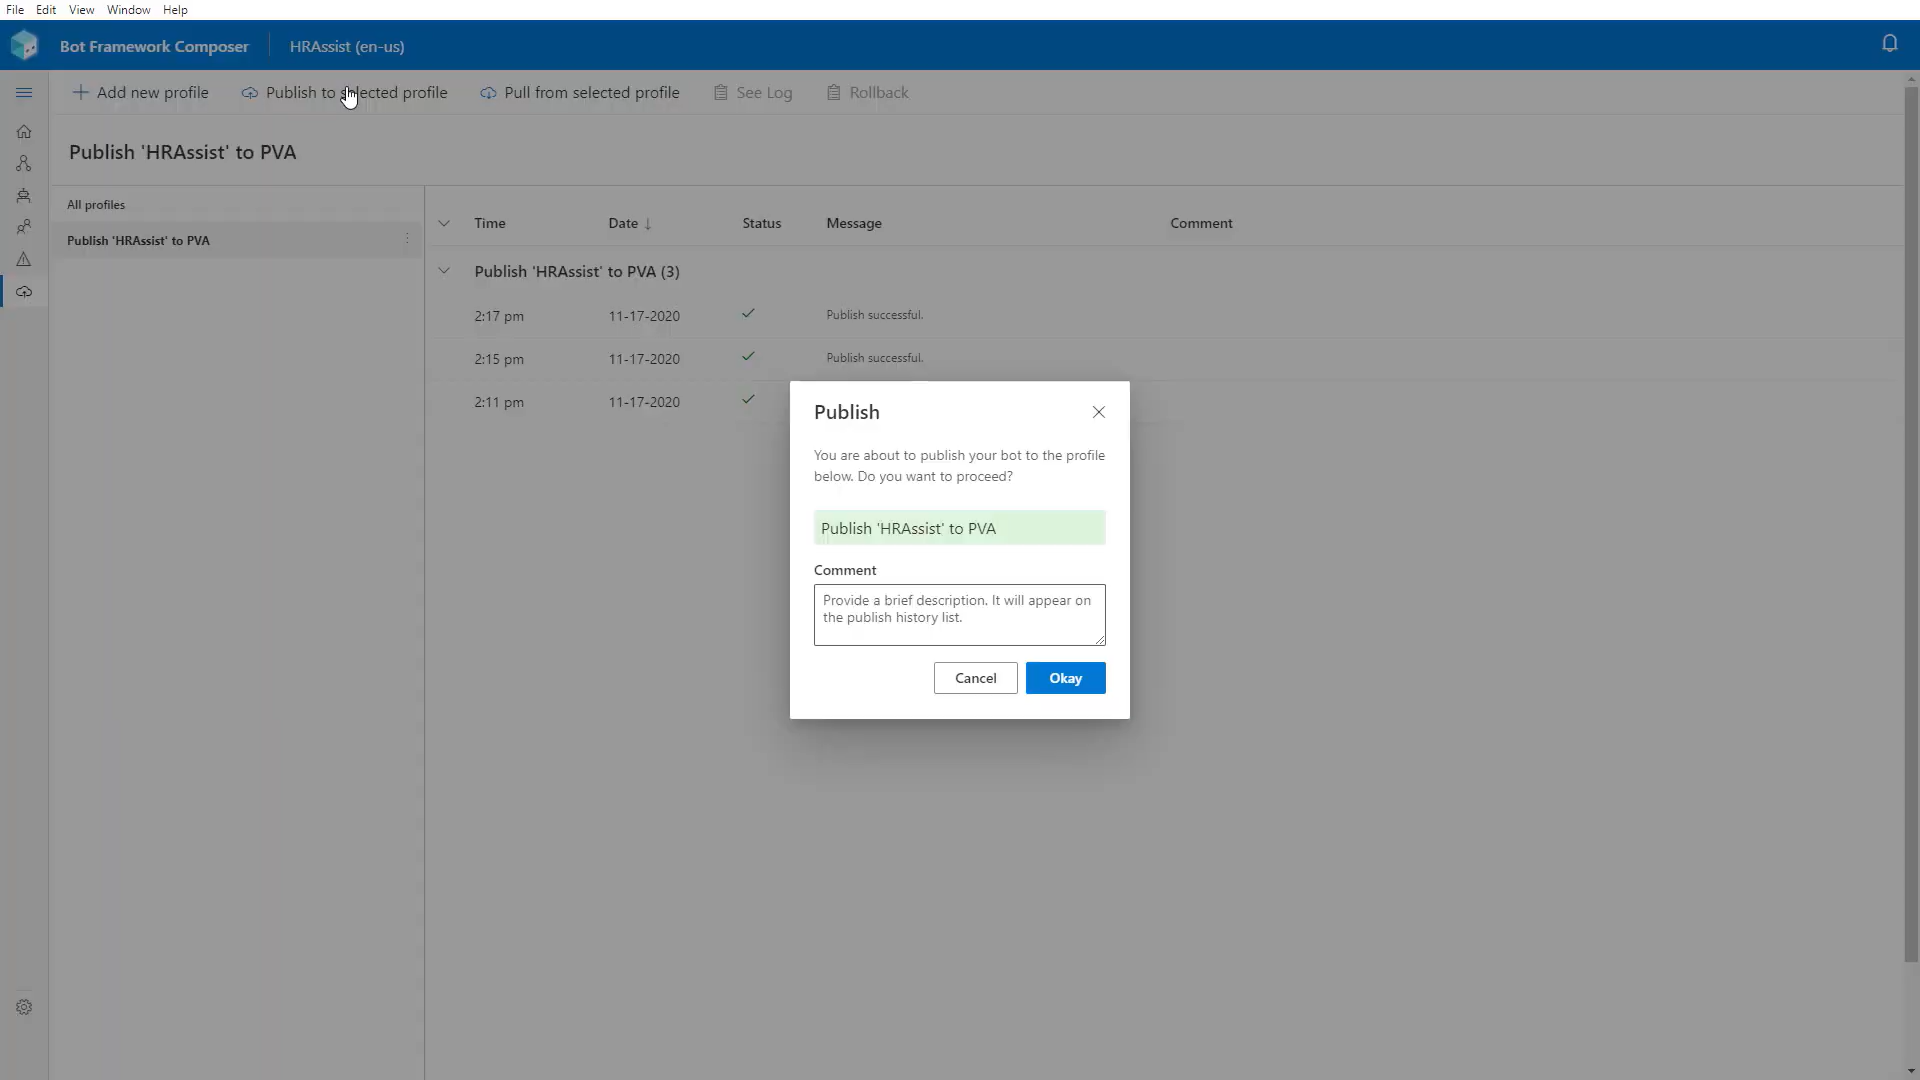 File Edit View Window Help
Bot Framework Composer HRAssist (en-us)
Add new profile Publish to selected profile Pull from selected profile See Log Rollback
Publish 'HRAssist' to PVA
All profiles
Publish 'HRAssist' to PVA
Time Date ↓ Status Message Comment
Publish 'HRAssist' to PVA (3)
2:17 pm 11-17-2020 Publish successful.
2:15 pm 11-17-2020 Publish successful.
2:11 pm 11-17-2020
Publish
You are about to publish your bot to the profile
below. Do you want to proceed?
Publish 'HRAssist' to PVA
Comment
Provide a brief description. It will appear on
the publish history list.
Cancel Okay